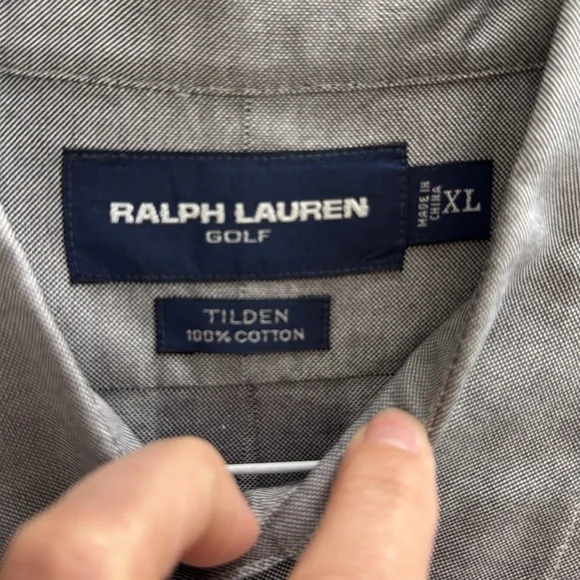 RALPH LAUREN
GOLF
MADE IN
CHINA
XL
TILDEN
100% COTTON